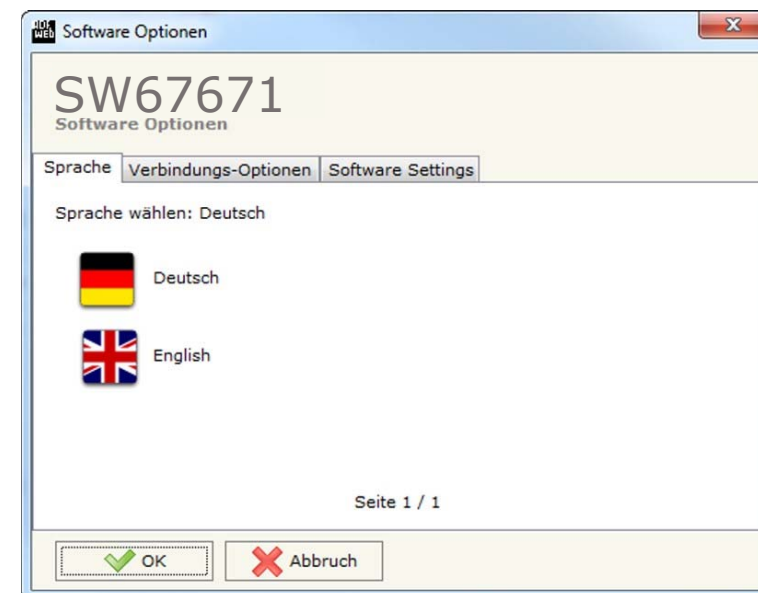 Software Optionen
SW67671
Software Optionen
Sprache Verbindungs-Optionen Software Settings
Sprache wählen: Deutsch
Deutsch
English
Seite 1 / 1
OK Abbruch